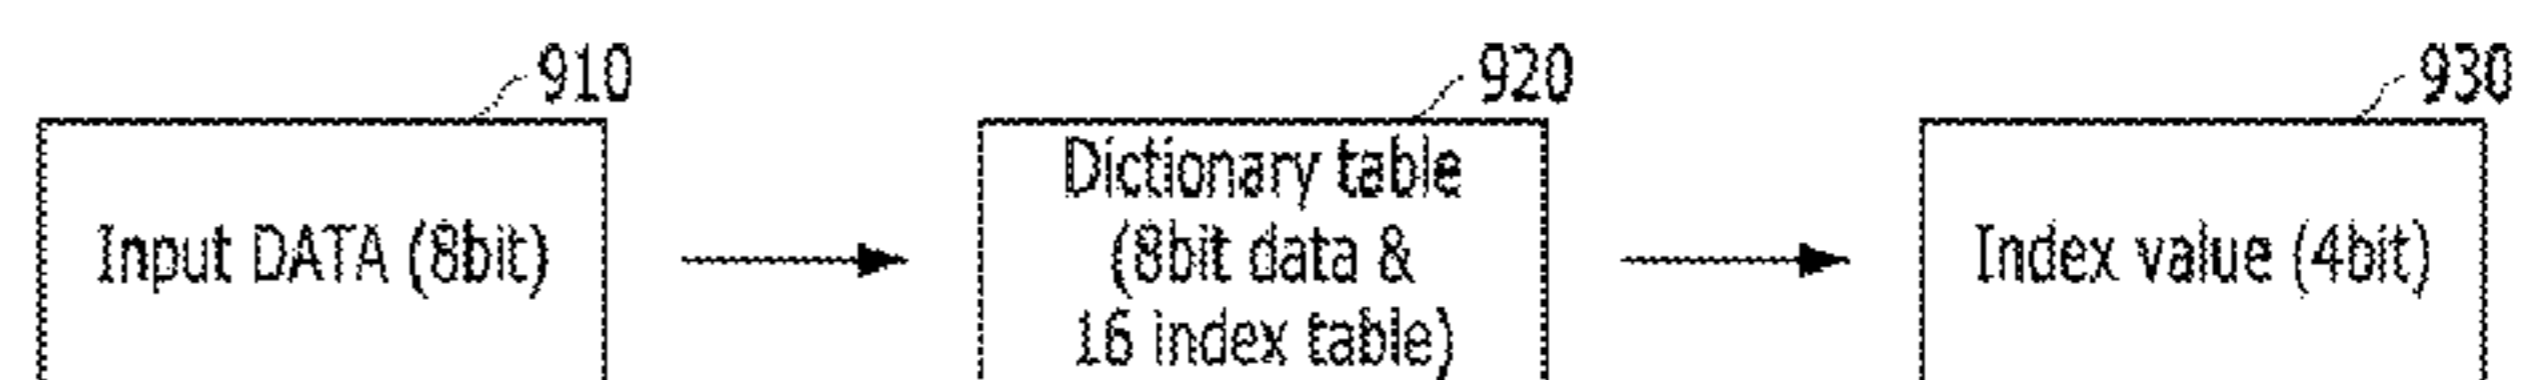 910
920
930
Input DATA (8bit)
Dictionary table
(8bit data &
16 index table)
Index value (4bit)